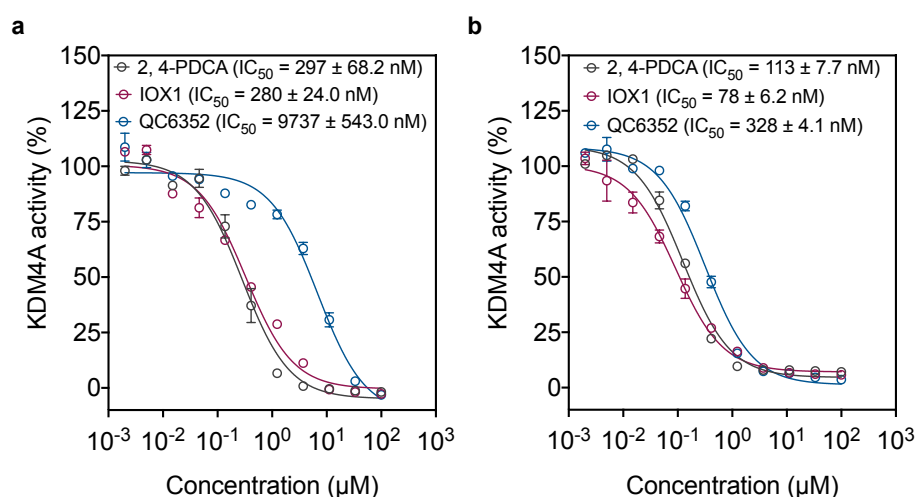 a
150
125
100
75
50
25
0
KDM4A activity (%)
2, 4-PDCA (IC50 = 297 ± 68.2 nM)
IOX1 (IC50 = 280 ± 24.0 nM)
QC6352 (IC50 = 9737 ± 543.0 nM)
10-3 10-2 10-1 100 101 102 103
Concentration (µM)
b
150
125
100
75
50
25
0
KDM4A activity (%)
2, 4-PDCA (IC50 = 113 ± 7.7 nM)
IOX1 (IC50 = 78 ± 6.2 nM)
QC6352 (IC50 = 328 ± 4.1 nM)
10-3 10-2 10-1 100 101 102 103
Concentration (µM)